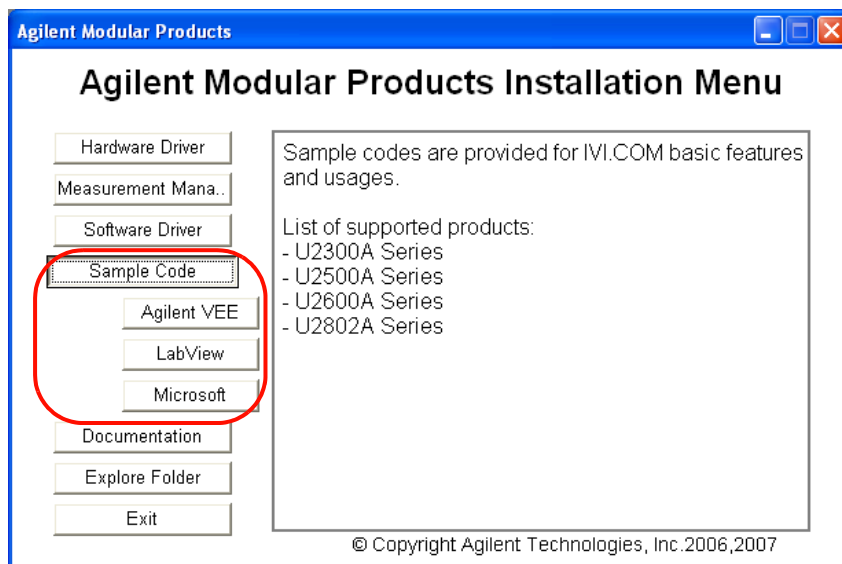 Agilent Modular Products
Agilent Modular Products Installation Menu
Hardware Driver
Measurement Mana..
Software Driver
Sample Code
Agilent VEE
LabView
Microsoft
Documentation
Explore Folder
Exit
Sample codes are provided for IVI.COM basic features
and usages.
List of supported products:
- U2300A Series
- U2500A Series
- U2600A Series
- U2802A Series
© Copyright Agilent Technologies, Inc.2006,2007